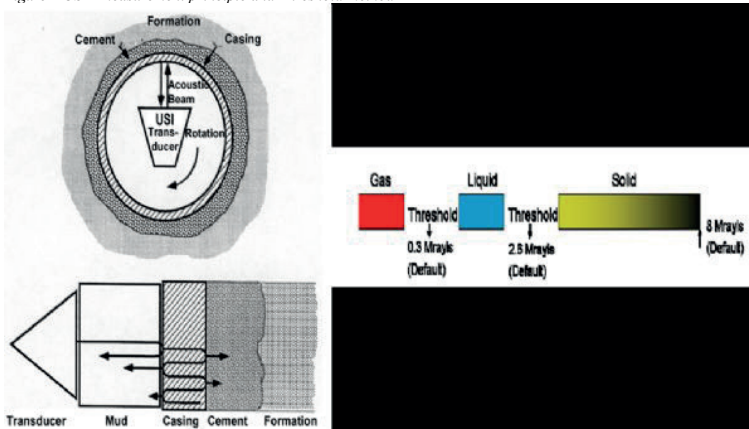 Formation
Cement
Casing
Acoustic
Beam
USI
Trans-
ducer
Rotation
Transducer Mud Casing Cement Formation
Gas Liquid Solid
Threshold Threshold
0.3 Mrayls
(Default)
2.6 Mrayls
(Default)
8 Mrayls
(Default)